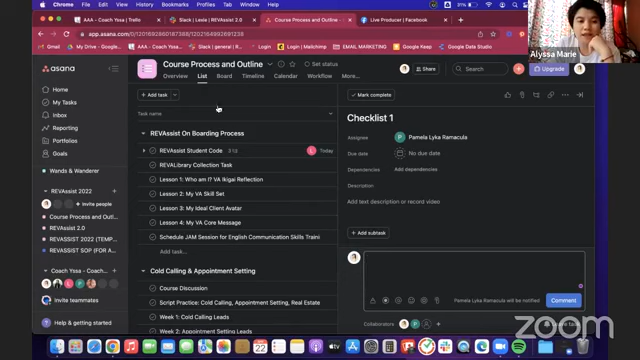 Chrome File Edit View History Bookmarks Profiles Tab Window Help
AAA - Coach Yssa | Trello
Slack | Lesie | REVAssist 2.0
Course Process and Outline
Live Producer | Facebook
app.asana.com/0/1201692860187388/1202164992691239
Gmail
My Drive - Google...
Login | Mailchimp
Slack | general |
Google Keep
Google Contacts
Alyssa Marie
asana
Home
My Tasks
Inbox
Reporting
Portfolios
Goals
Wands & Wanderer
REVAssist 2022
Invite people
Course Process and Outli...
REVAssist 2.0
REVASSIST 2022 (TEMP...
REVASSIST SOP (FOR A
Coach Yssa
Invite teammates
Help & getting started
Course Process and Outline
Set status
Overview List Board Timeline Calendar Workflow More...
Share
Search
Upgrade
+ Add task
Task name
REVAssist On Boarding Process
REVAssist Student Code
Today
REVALibrary Collection Task
Lesson 1: Who am I? VA Ikigai Reflection
Lesson 2: My VA Skill Set
Lesson 3: My Ideal Client Avatar
Lesson 4: My VA Core Message
Schedule JAM Session for English Communication Skills Traini
Add task...
Cold Calling & Appointment Setting
Course Discussion
Script Practice: Cold Calling, Appointment Setting, Real Estate
Week 1: Cold Calling Leads
Week 2: Appointment Setting
Mark complete
Checklist 1
Assignee
P Pamela Lyka Ramacula
Due date
No due date
Dependencies
Add dependencies
Description
Add text description or record video
+ Add subtask
Pamela Lyka Ramacula will be notified
Comment
Collaborators
Leave task
zoom